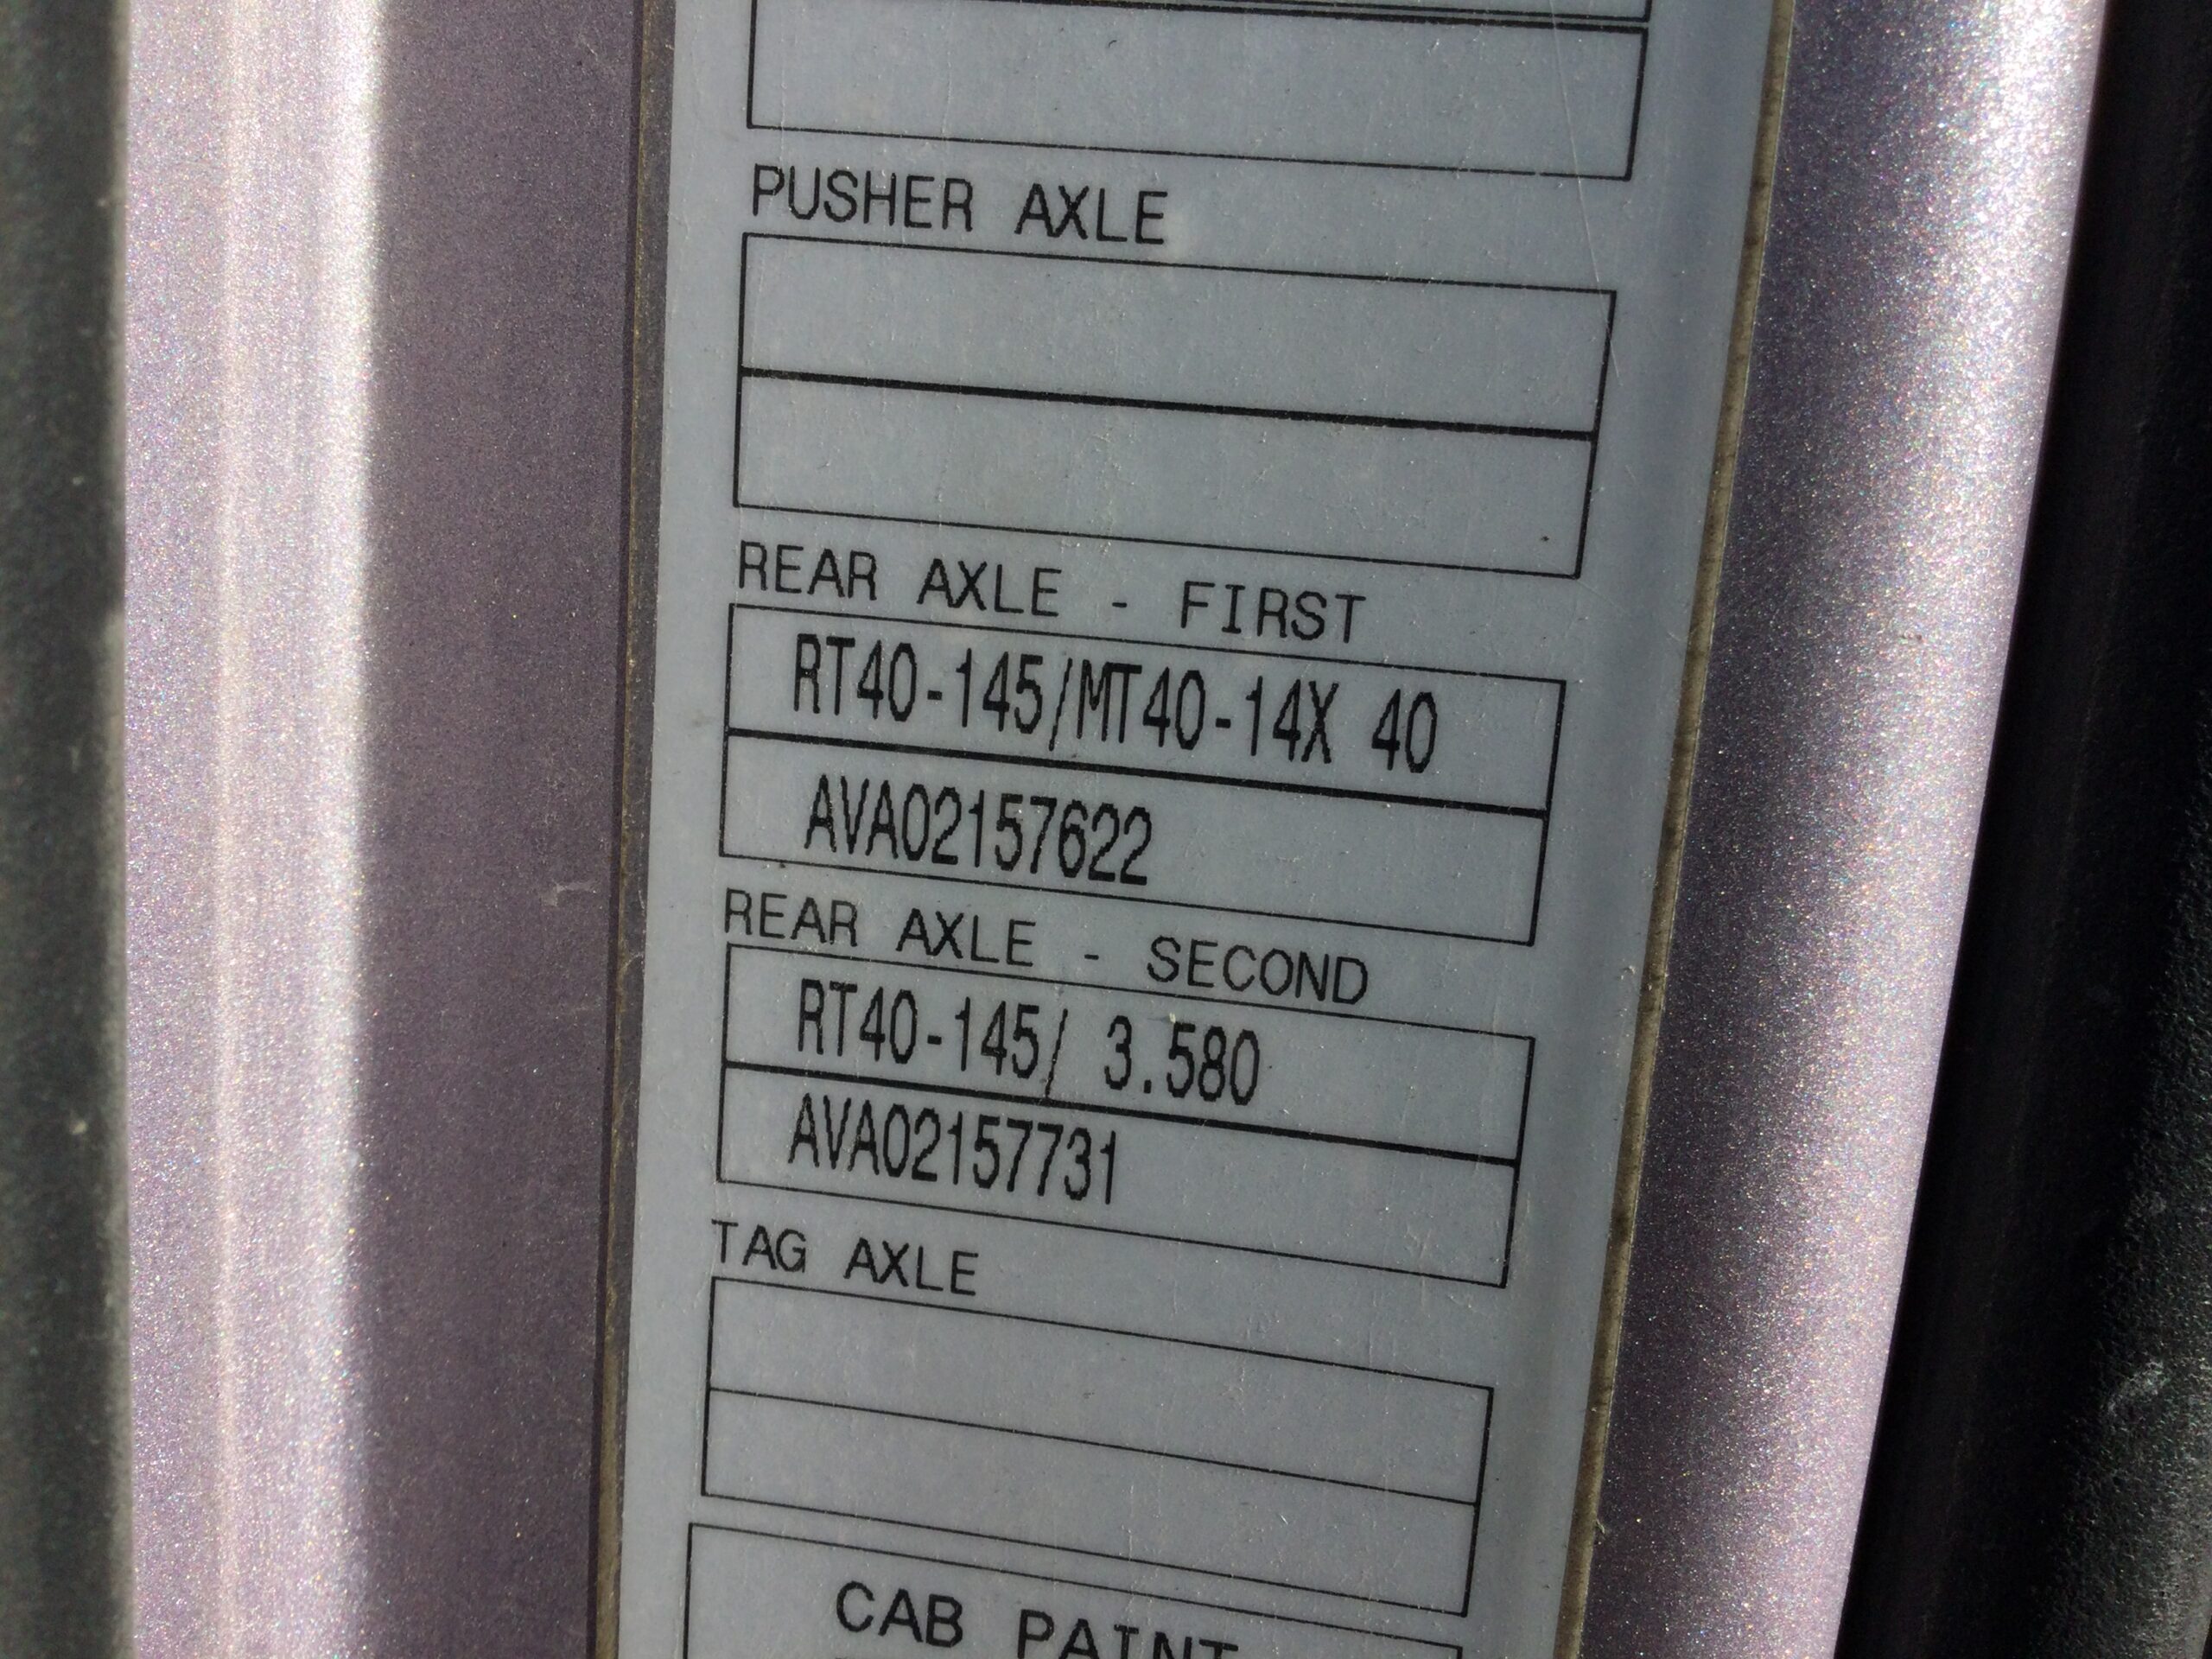 PUSHER AXLE
REAR AXLE - FIRST
RT40-145/MT40-14X 40
AVA02157622
REAR AXLE - SECOND
RT40-145/ 3.580
AVA02157731
TAG AXLE
CAB PAINT